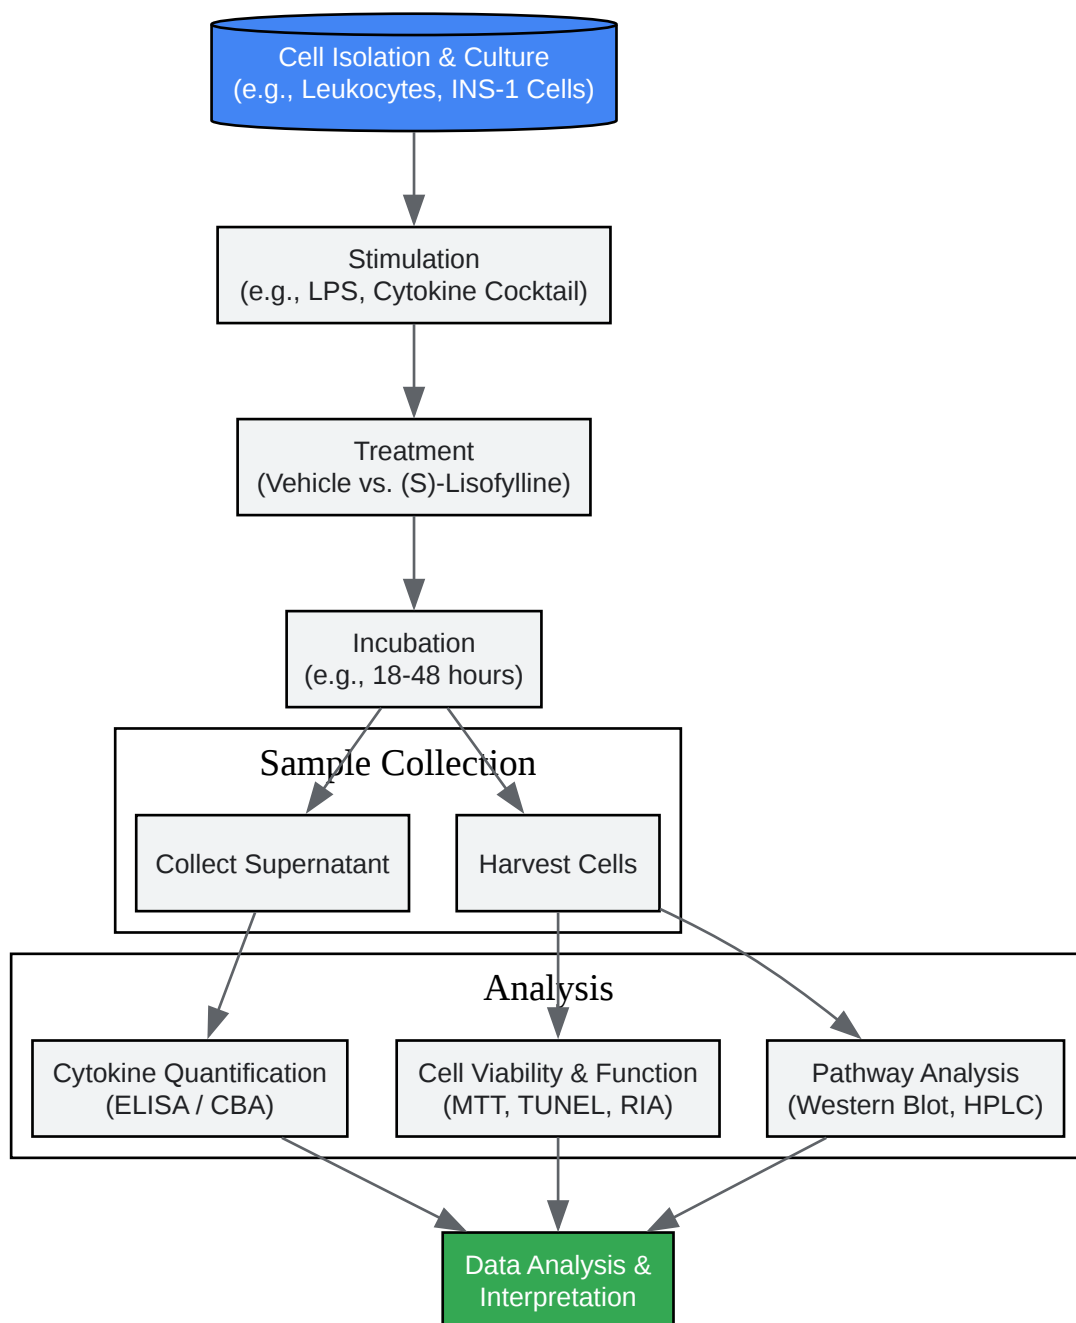 Cell Isolation & Culture
(e.g., Leukocytes, INS-1 Cells)
Stimulation
(e.g., LPS, Cytokine Cocktail)
Treatment
(Vehicle vs. (S)-Lisofylline)
Incubation
(e.g., 18-48 hours)
Sample Collection
Collect Supernatant
Harvest Cells
Analysis
Cytokine Quantification
(ELISA / CBA)
Cell Viability & Function
(MTT, TUNEL, RIA)
Pathway Analysis
(Western Blot, HPLC)
Data Analysis &
Interpretation